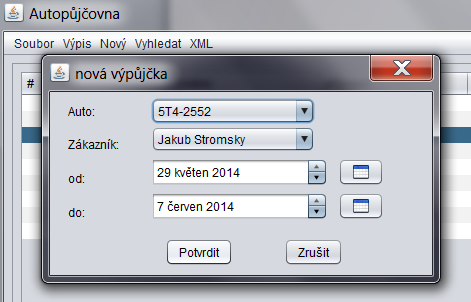 Autopůjčovna
Soubor Výpis Nový Vyhledat XML
#
nová výpůjčka
Auto: 5T4-2552
Zákazník: Jakub Stromsky
od: 29 květen 2014
do: 7 červen 2014
Potvrdit Zrušit